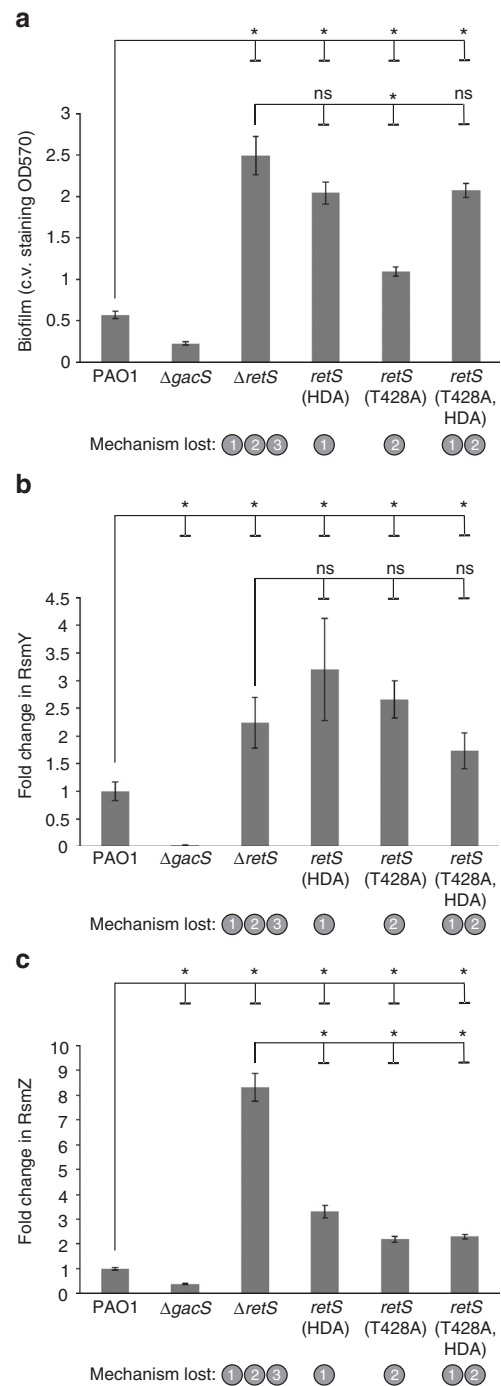 a
* * * *
ns * ns
3
2.5
2
1.5
1
0.5
0
Biofilm (c.v. staining OD570)
PAO1 ΔgacS ΔretS retS retS retS
(HDA) (T428A) (T428A,
HDA)
Mechanism lost: 1 2 3 1 2 1 2
b
* * * * *
ns ns ns
4.5
4
3.5
3
2.5
2
1.5
1
0.5
0
Fold change in RsmY
PAO1 ΔgacS ΔretS retS retS retS
(HDA) (T428A) (T428A,
HDA)
Mechanism lost: 1 2 3 1 2 1 2
c
* * * * *
* * *
10
9
8
7
6
5
4
3
2
1
0
Fold change in RsmZ
PAO1 ΔgacS ΔretS retS retS retS
(HDA) (T428A) (T428A,
HDA)
Mechanism lost: 1 2 3 1 2 1 2